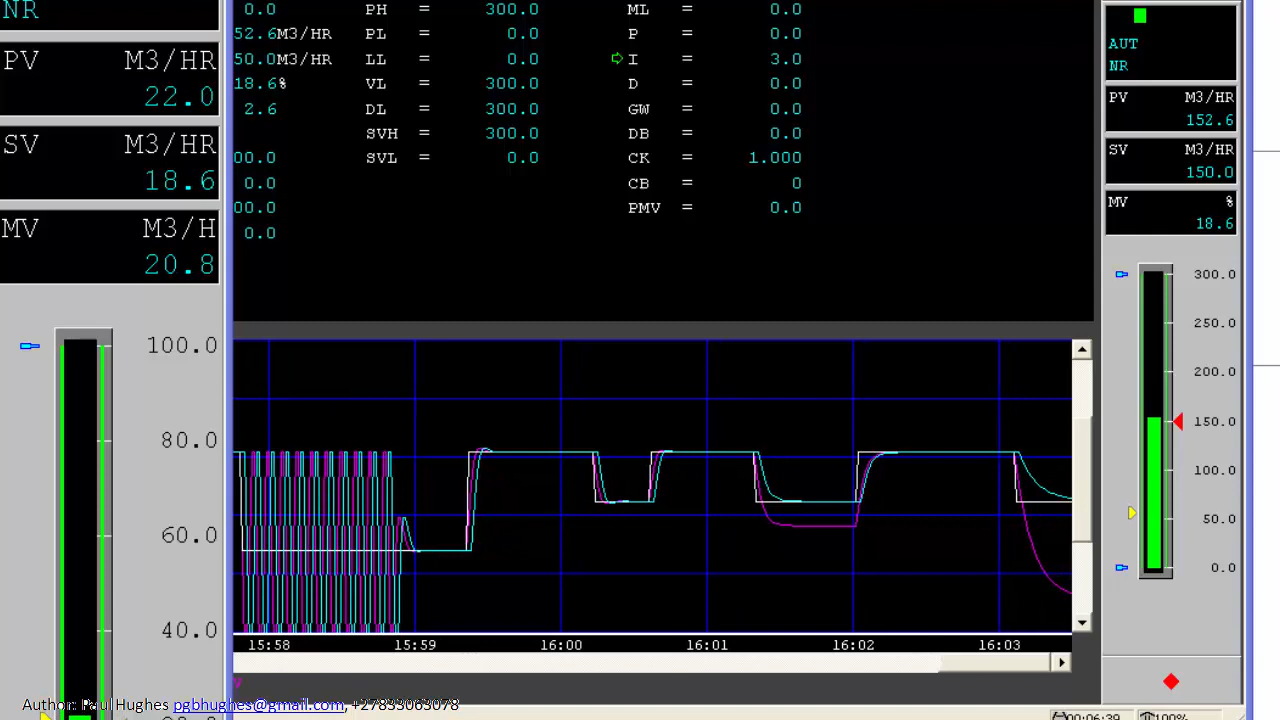 NR
PV M3/HR
22.0
SV M3/HR
18.6
MV M3/H
20.8
100.0
80.0
60.0
40.0
0.0 PH = 300.0 ML = 0.0
52.6M3/HR PL = 0.0 P = 0.0
50.0M3/HR LL = 0.0 I = 3.0
18.6% VL = 300.0 D = 0.0
2.6 DL = 300.0 GW = 0.0
SVH = 300.0 DB = 0.0
00.0 SVL = 0.0 CK = 1.000
0.0 CB = 0
00.0 PMV = 0.0
0.0
15:58 15:59 16:00 16:01 16:02 16:03
AUT
NR
PV M3/HR
152.6
SV M3/HR
150.0
MV %
18.6
300.0
250.0
200.0
150.0
100.0
50.0
0.0
Author: Paul Hughes pgbhughes@gmail.com, +27833063078
00:06:39 100%